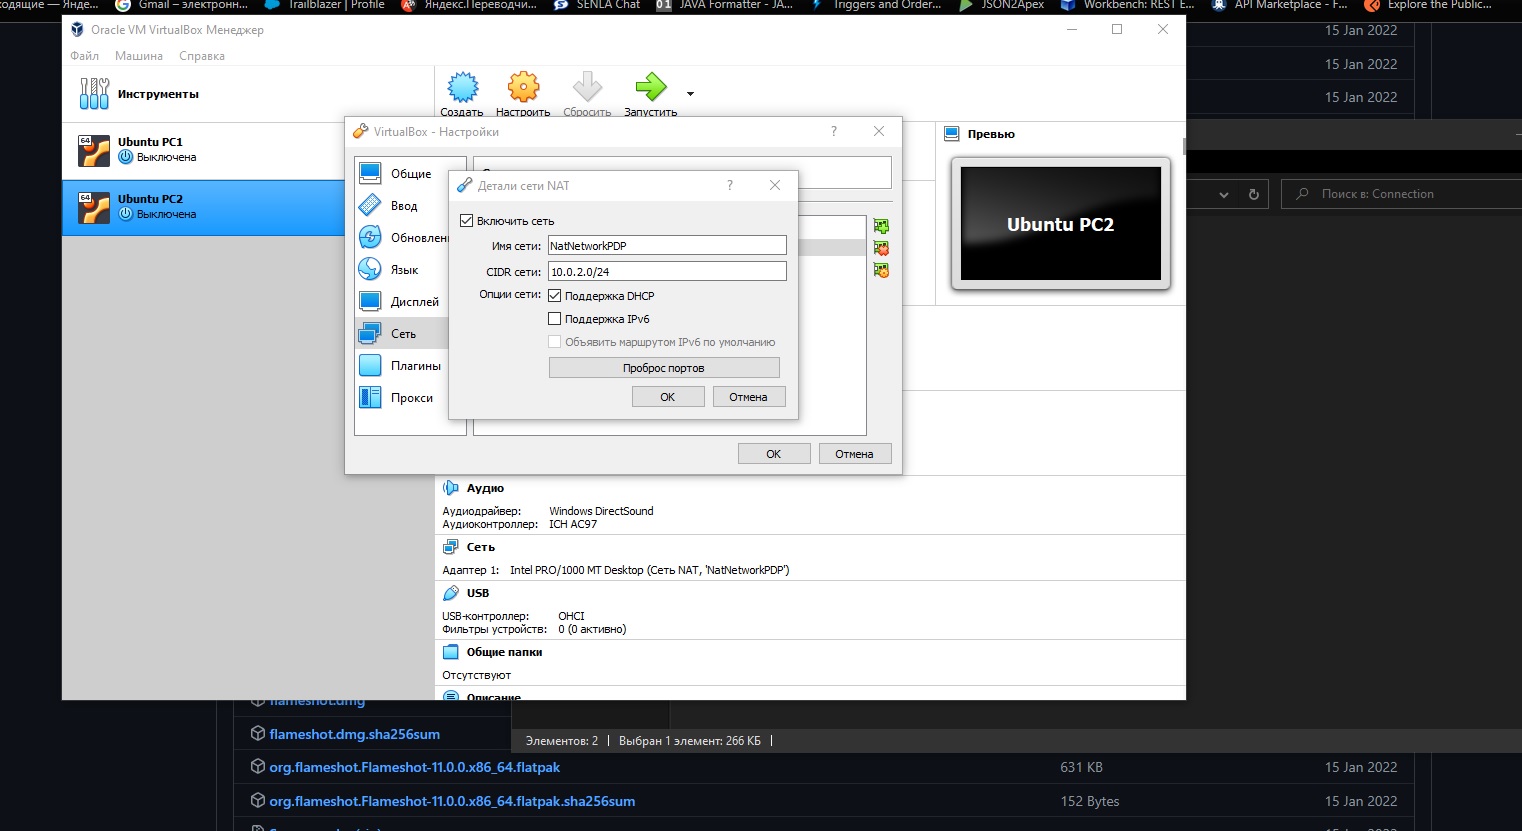 кодящие — Янде...
Gmail – электронн...
Trailblazer | Profile
Яндекс.Переводчи...
SENLA Chat
JAVA Formatter - JA...
Triggers and Order...
JSON2Apex
Workbench: REST E...
API Marketplace - F...
Explore the Public...
Oracle VM VirtualBox Менеджер
Файл Машина Справка
Инструменты
Создать Настроить Сбросить Запустить
64 Ubuntu PC1
Выключена
64 Ubuntu PC2
Выключена
VirtualBox - Настройки
?
Общие
Ввод
Обновлен
Язык
Дисплей
Сеть
Плагины
Прокси
Детали сети NAT
?
Включить сеть
Имя сети: NatNetworkPDP
CIDR сети: 10.0.2.0/24
Опции сети: Поддержка DHCP
Поддержка IPv6
Объявить маршрутом IPv6 по умолчанию
Проброс портов
OK Отмена
OK Отмена
Превью
Ubuntu PC2
Аудио
Аудиодрайвер: Windows DirectSound
Аудиоконтроллер: ICH AC97
Сеть
Адаптер 1: Intel PRO/1000 MT Desktop (Сеть NAT, 'NatNetworkPDP')
USB
USB-контроллер: OHCI
Фильтры устройств: 0 (0 активно)
Общие папки
Отсутствуют
Описание
15 Jan 2022
15 Jan 2022
15 Jan 2022
Поиск в: Connection
flameshot.dmg
flameshot.dmg.sha256sum
Элементов: 2 | Выбран 1 элемент: 266 КБ |
org.flameshot.Flameshot-11.0.0.x86_64.flatpak 631 KB 15 Jan 2022
org.flameshot.Flameshot-11.0.0.x86_64.flatpak.sha256sum 152 Bytes 15 Jan 2022